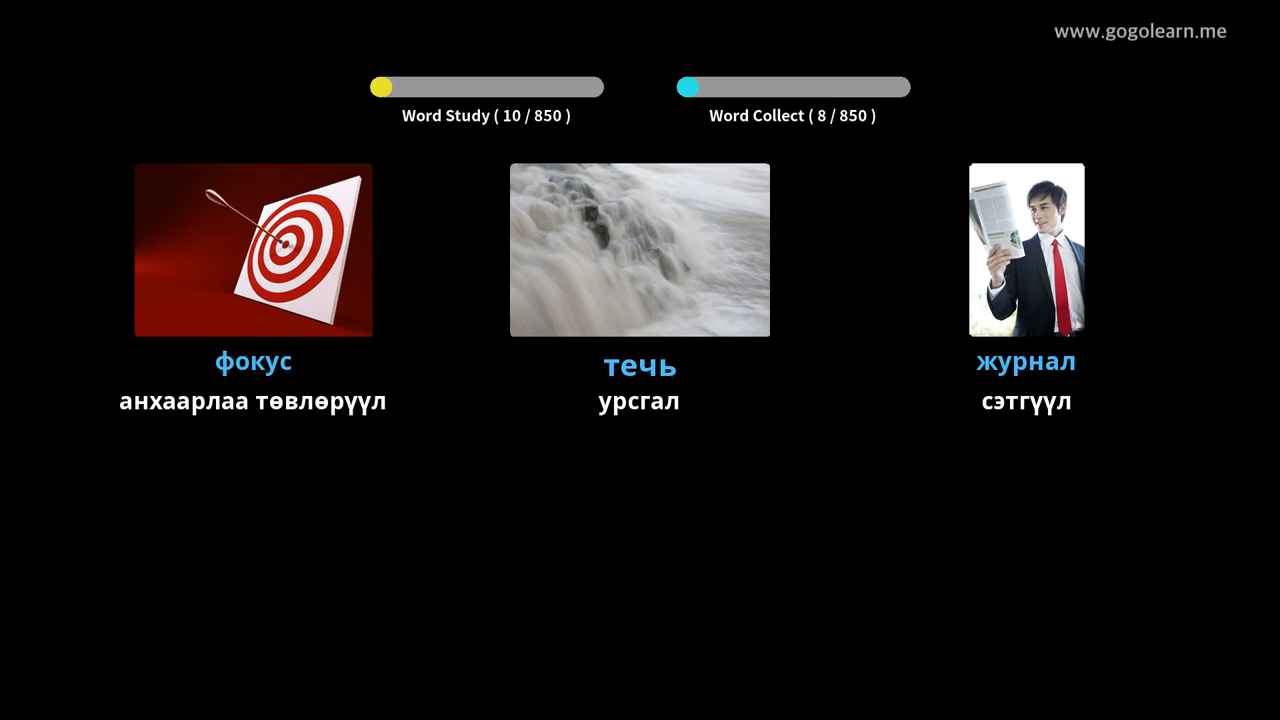 www.gogolearn.me
Word Study ( 10 / 850 )
Word Collect ( 8 / 850 )
фокус
течь
журнал
анхаарлаа төвлөрүүл
урсгал
сэтгүүл